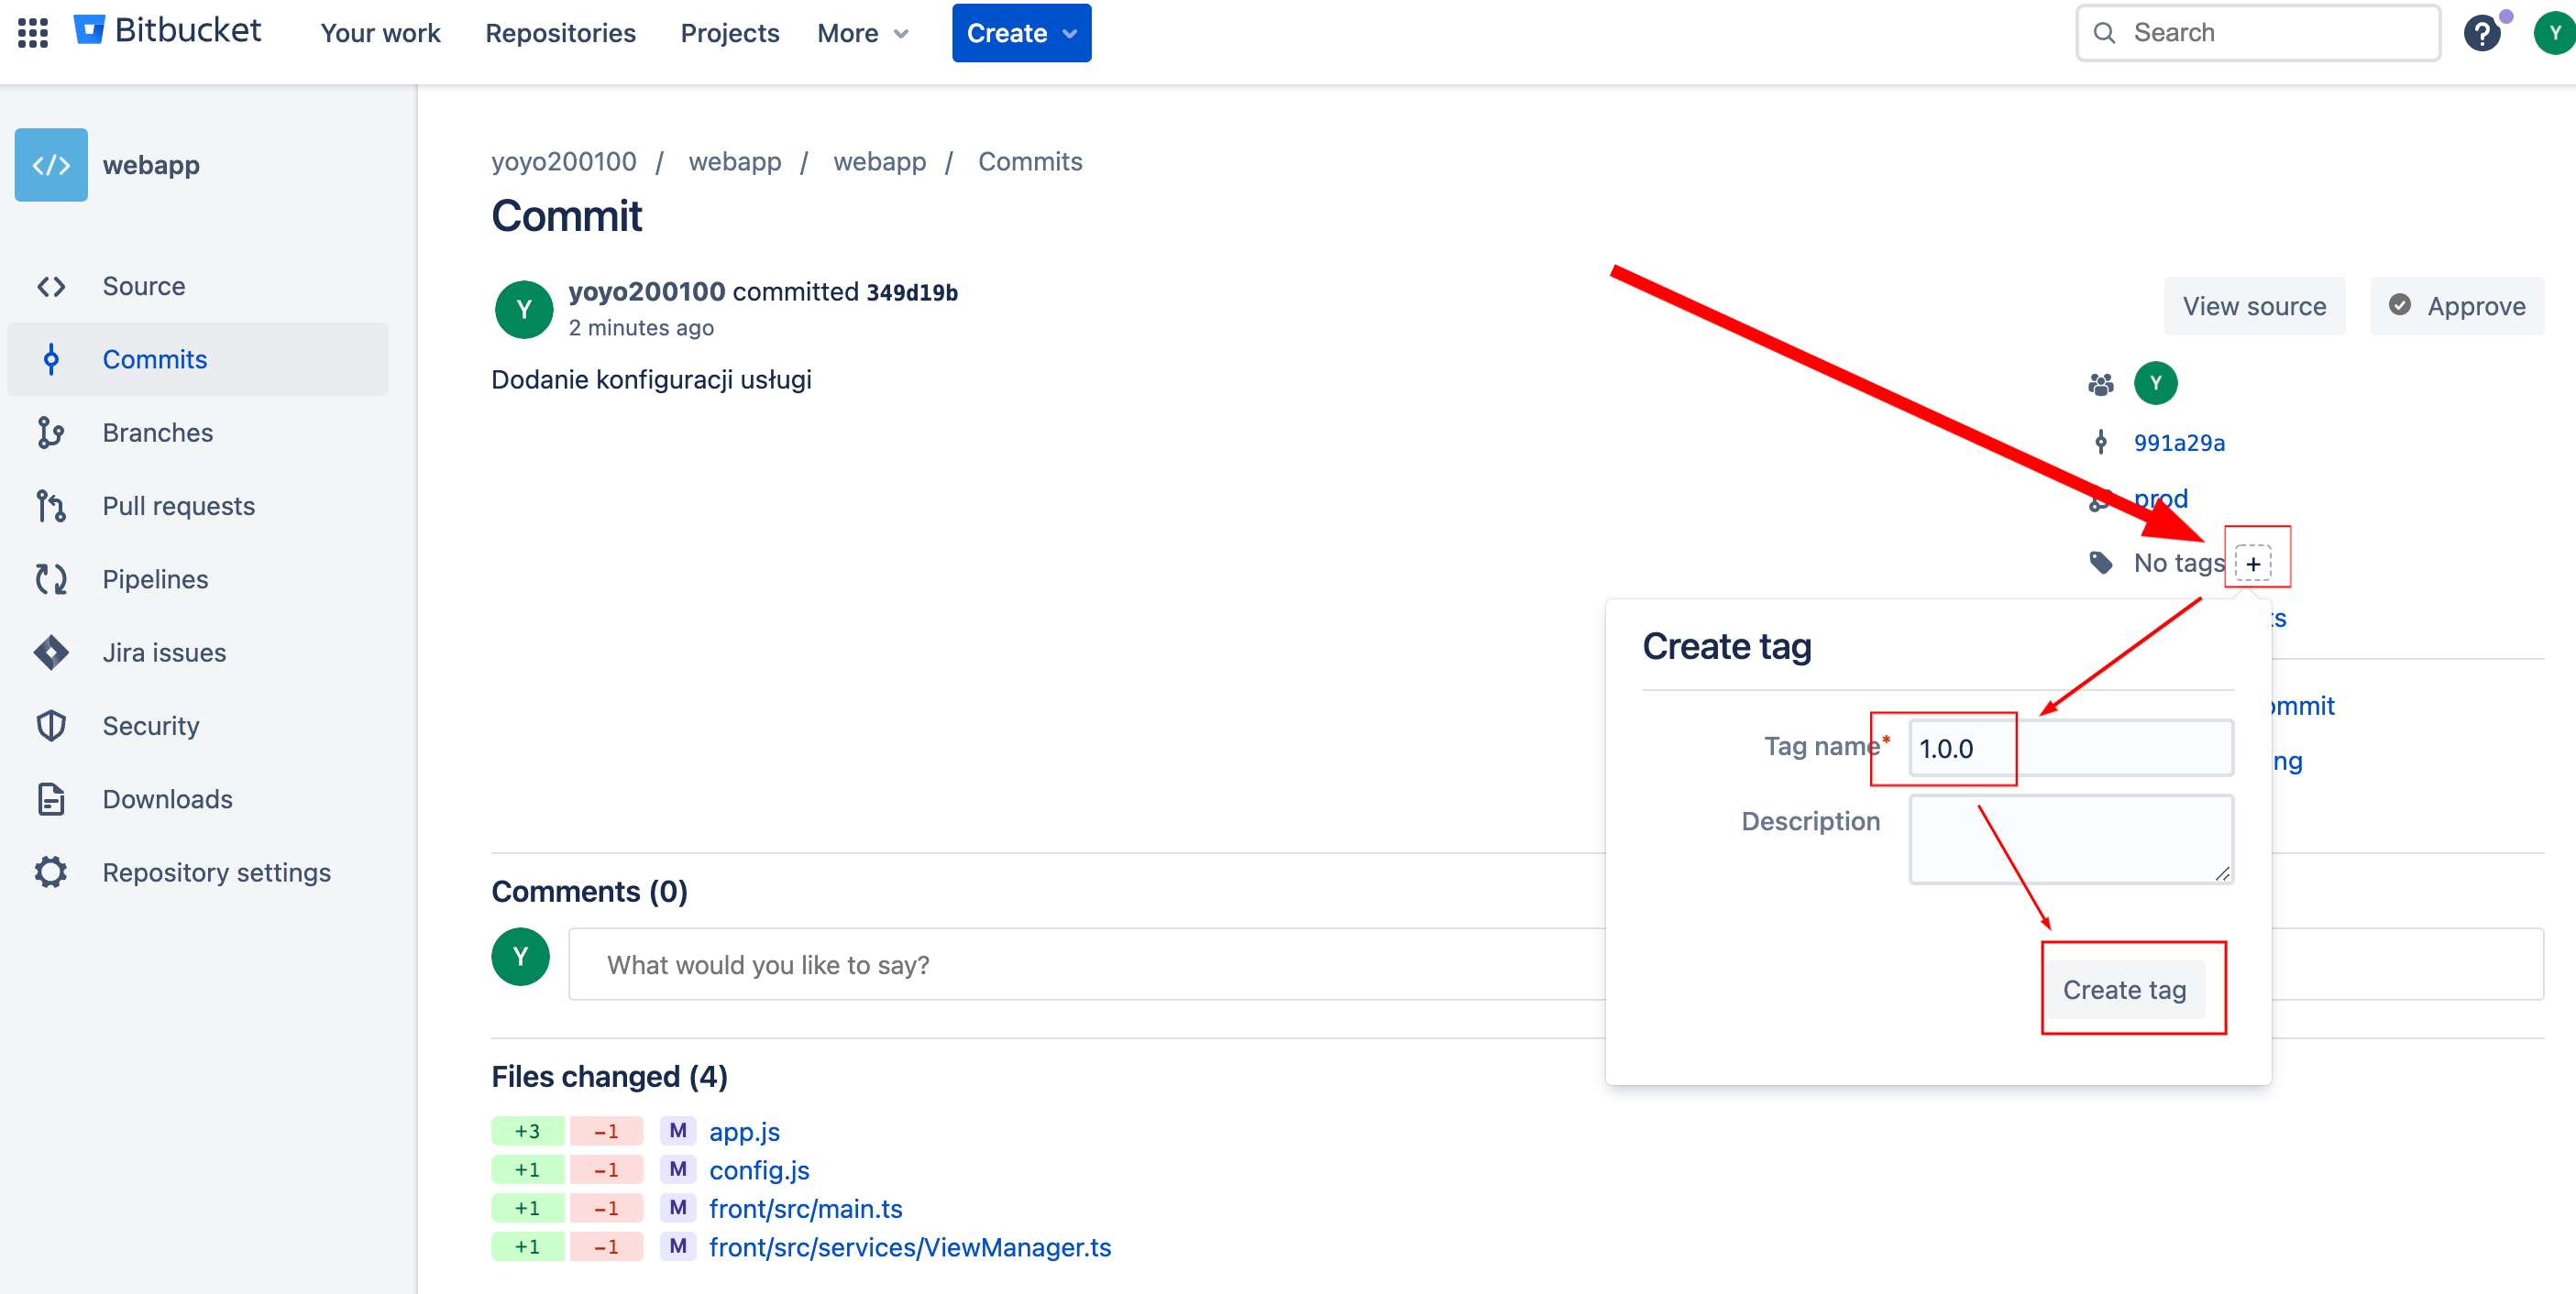 Bitbucket Your work Repositories Projects More Create Search ? Y
</> webapp
Source
Commits
Branches
Pull requests
Pipelines
Jira issues
Security
Downloads
Repository settings
yoyo200100 / webapp / webapp / Commits
Commit
Y yoyo200100 committed 349d19b
2 minutes ago
View source Approve
Dodanie konfiguracji usługi
Y
991a29a
prod
No tags +
ts
ommit
ng
Create tag
Tag name* 1.0.0
Description
Create tag
Comments (0)
Y What would you like to say?
Files changed (4)
+3 −1 M app.js
+1 −1 M config.js
+1 −1 M front/src/main.ts
+1 −1 M front/src/services/ViewManager.ts